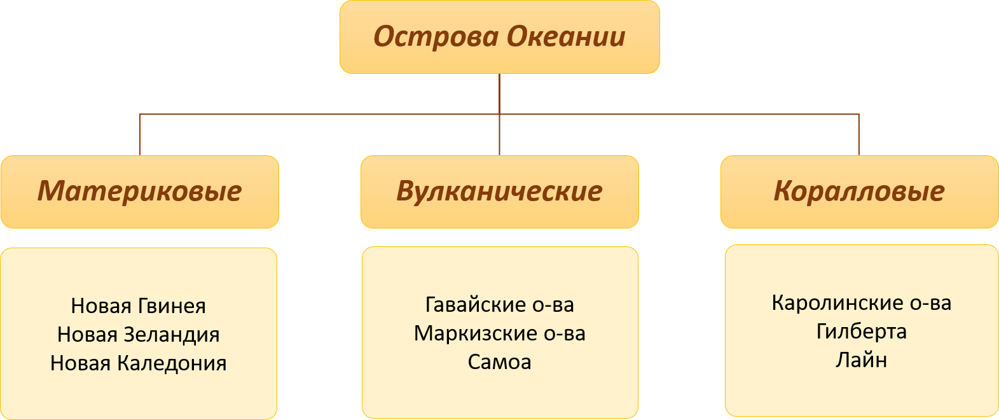 Острова Океании
Материковые
Вулканические
Коралловые
Новая Гвинея
Новая Зеландия
Новая Каледония
Гавайские о-ва
Маркизские о-ва
Самоа
Каролинские о-ва
Гилберта
Лайн